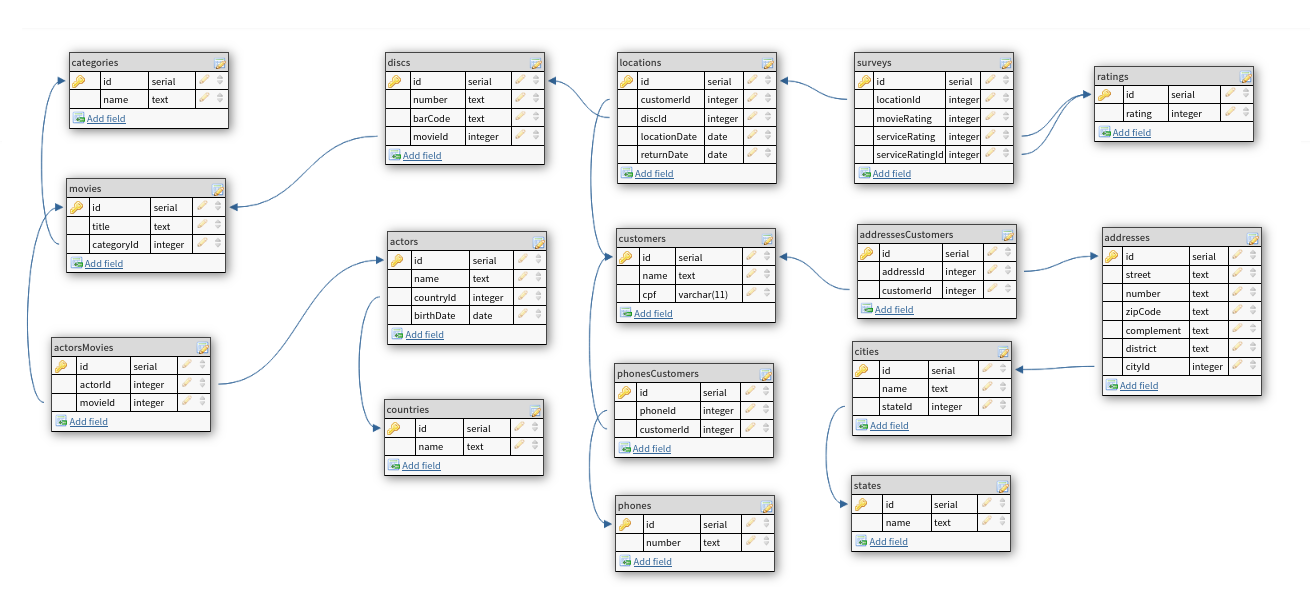 categories
id serial
name text
Add field
discs
id serial
number text
barCode text
movieId integer
Add field
locations
id serial
customerId integer
discId integer
locationDate date
returnDate date
Add field
surveys
id serial
locationId integer
movieRating integer
serviceRating integer
serviceRatingId integer
Add field
ratings
id serial
rating integer
Add field
movies
id serial
title text
categoryId integer
Add field
actors
id serial
name text
countryId integer
birthDate date
Add field
customers
id serial
name text
cpf varchar(11)
Add field
addressesCustomers
id serial
addressId integer
customerId integer
Add field
addresses
id serial
street text
number text
zipCode text
complement text
district text
cityId integer
Add field
actorsMovies
id serial
actorId integer
movieId integer
Add field
countries
id serial
name text
Add field
phonesCustomers
id serial
phoneId integer
customerId integer
Add field
cities
id serial
name text
stateId integer
Add field
phones
id serial
number text
Add field
states
id serial
name text
Add field